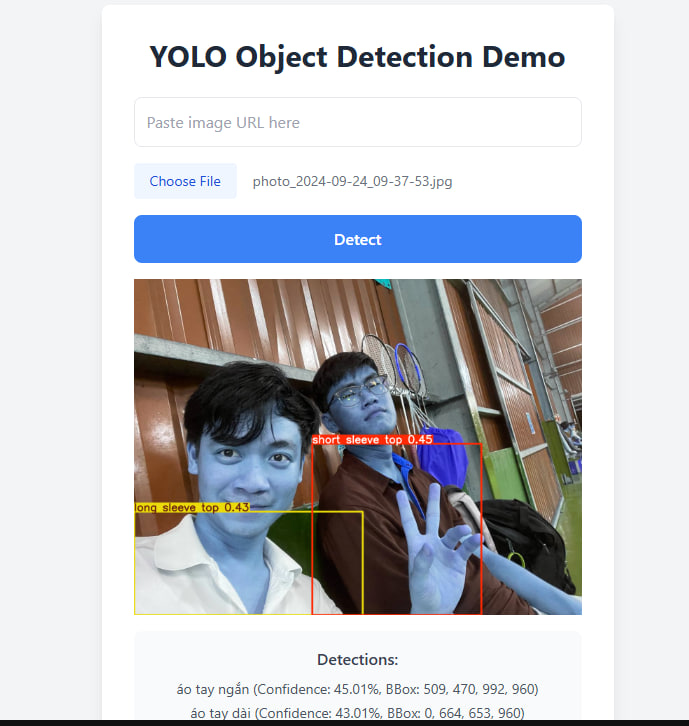 YOLO Object Detection Demo
Paste image URL here
Choose File photo_2024-09-24_09-37-53.jpg
Detect
short sleeve top 0.45
long sleeve top 0.43
Detections:
áo tay ngắn (Confidence: 45.01%, BBox: 509, 470, 992, 960)
áo tay dài (Confidence: 43.01%, BBox: 0, 664, 653, 960)